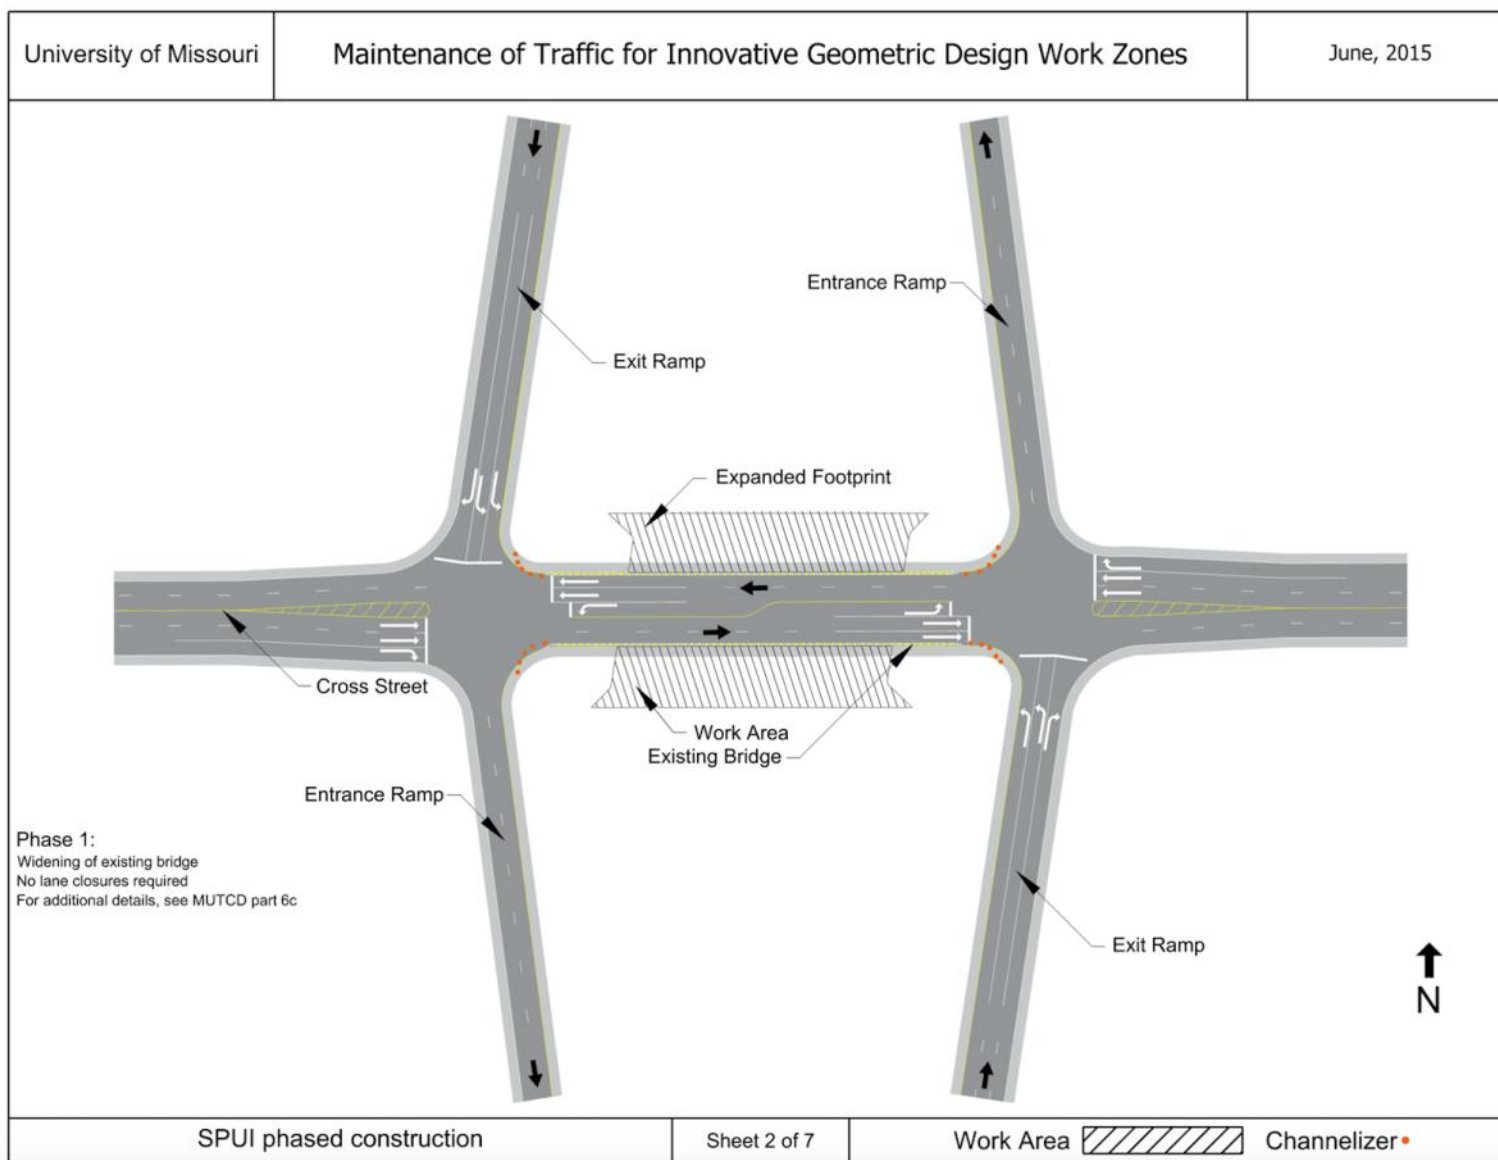 University of Missouri
Maintenance of Traffic for Innovative Geometric Design Work Zones
June, 2015
Entrance Ramp
Exit Ramp
Expanded Footprint
Cross Street
Work Area
Existing Bridge
Entrance Ramp
Phase 1:
Widening of existing bridge
No lane closures required
For additional details, see MUTCD part 6c
Exit Ramp
N
SPUI phased construction
Sheet 2 of 7
Work Area
Channelizer